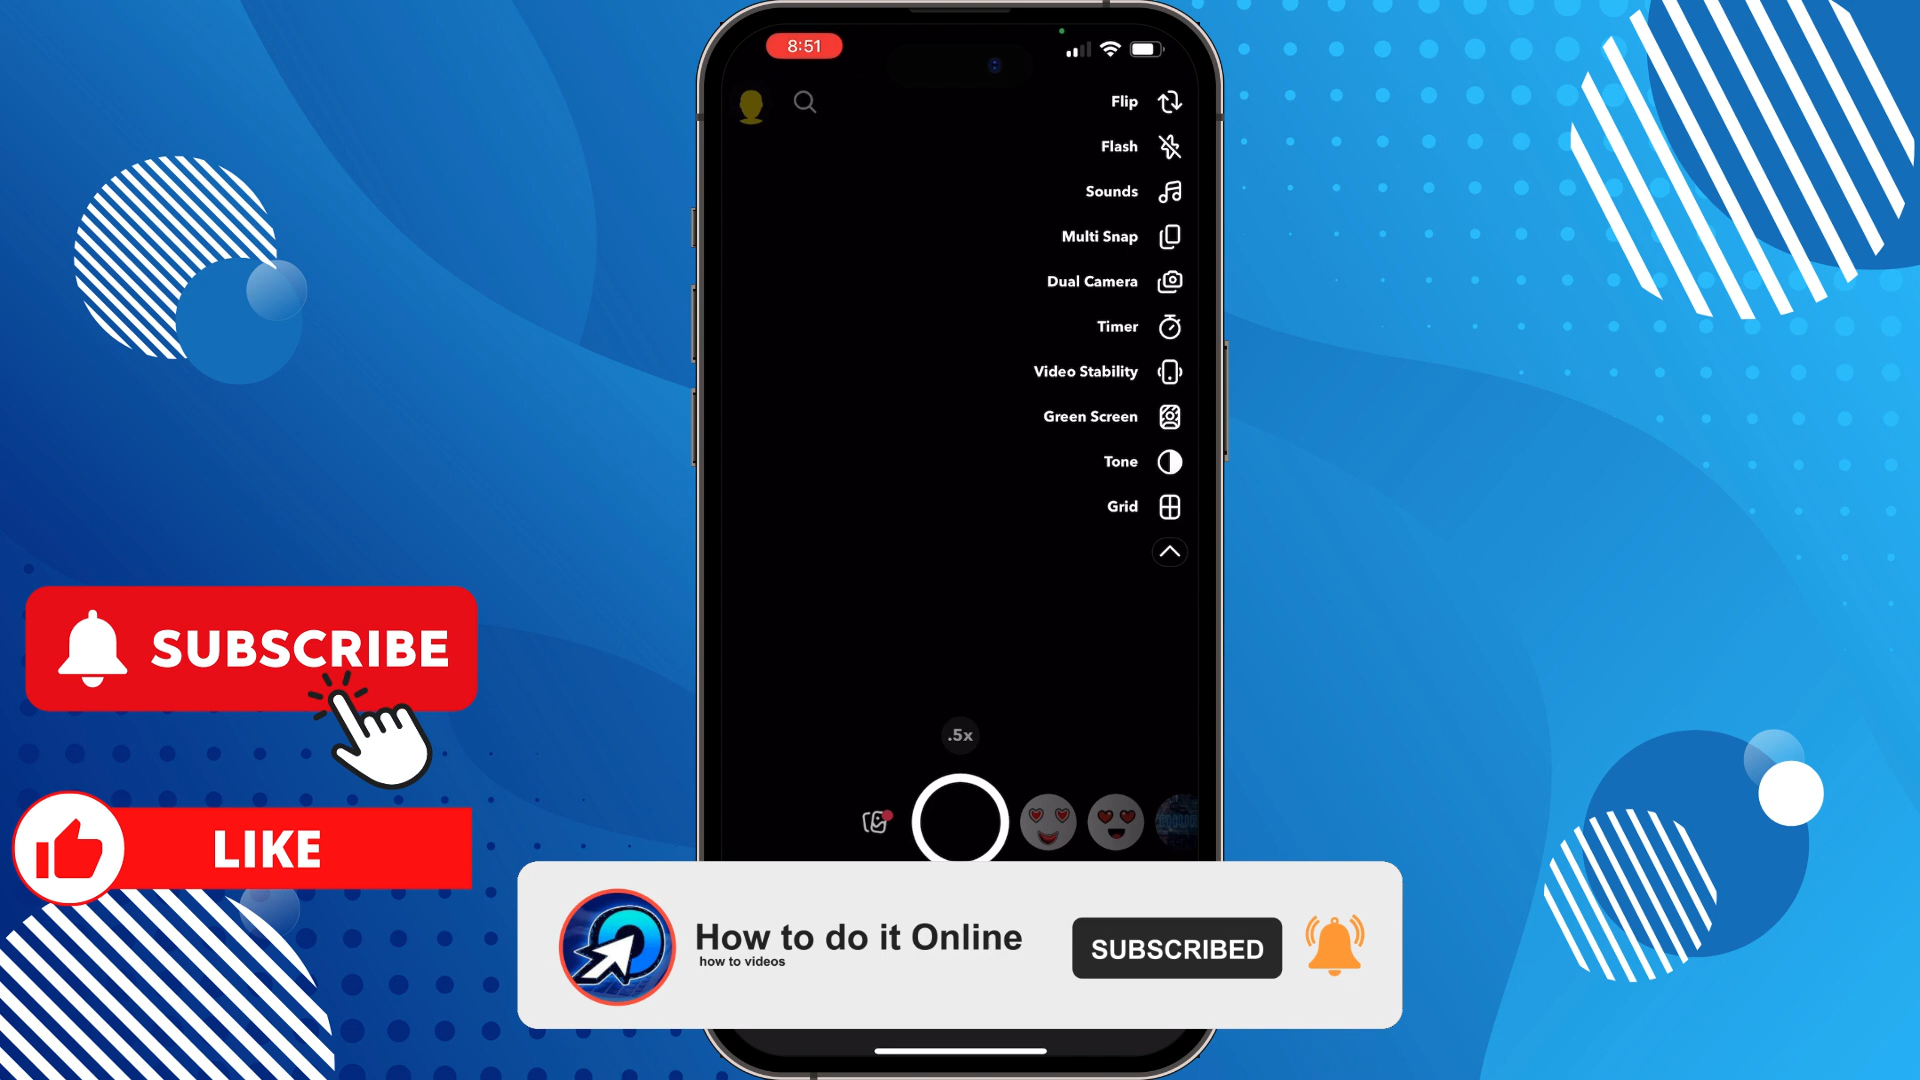 8:51
Flip
Flash
Sounds
Multi Snap
Dual Camera
Timer
Video Stability
Green Screen
Tone
Grid
.5x
SUBSCRIBE
LIKE
How to do it Online
how to videos
SUBSCRIBED